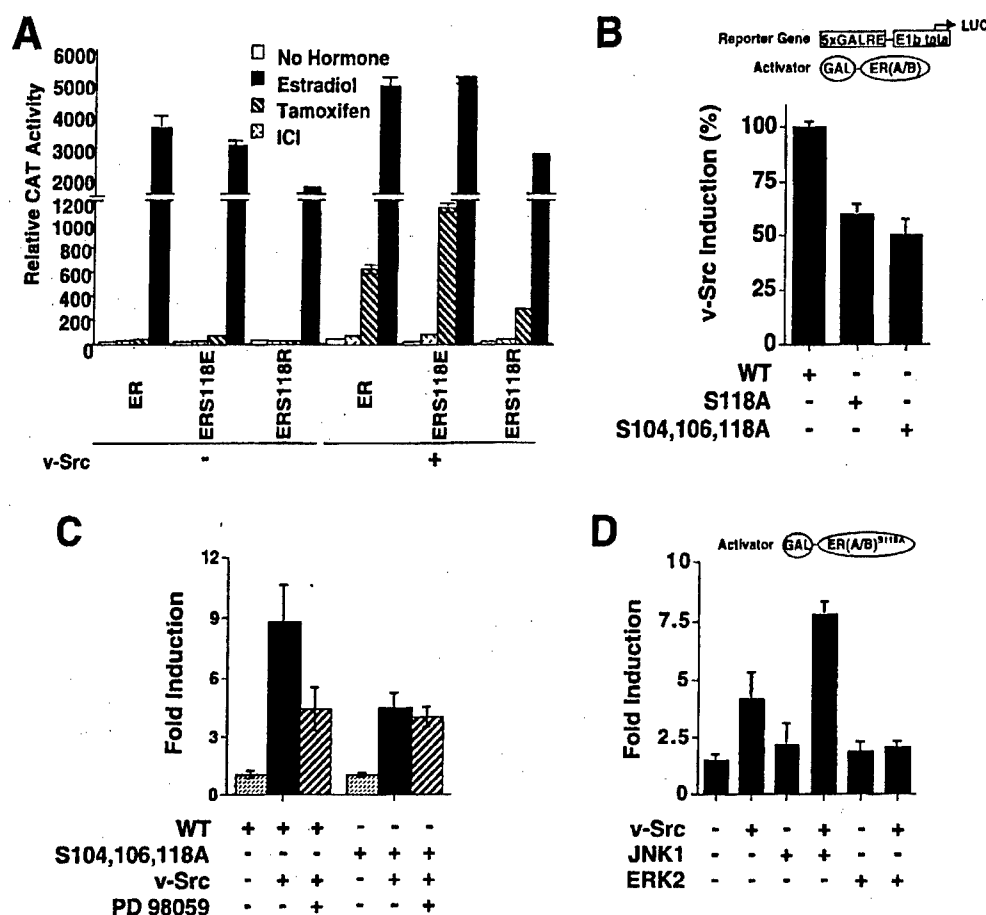 A
Relative CAT Activity
6000
5000
4000
3000
2000
1200
1000
800
600
400
200
0
No Hormone
Estradiol
Tamoxifen
ICI
ER
ERS118E
ERS118R
ER
ERS118E
ERS118R
v-Src - +
B
Reporter Gene 5xGALRE E1b tata LUC
Activator GAL ER(A/B)
v-Src Induction (%)
100
75
50
25
0
WT + - -
S118A - + -
S104,106,118A - - +
C
Fold Induction
12
9
6
3
0
WT + + + - - -
S104,106,118A - - - + + +
v-Src - + + - + +
PD 98059 - - + - - +
D
Activator GAL ER(A/B)S118A
Fold Induction
10
7.5
5
2.5
0
v-Src - + - + - +
JNK1 - - + + - -
ERK2 - - - - + +